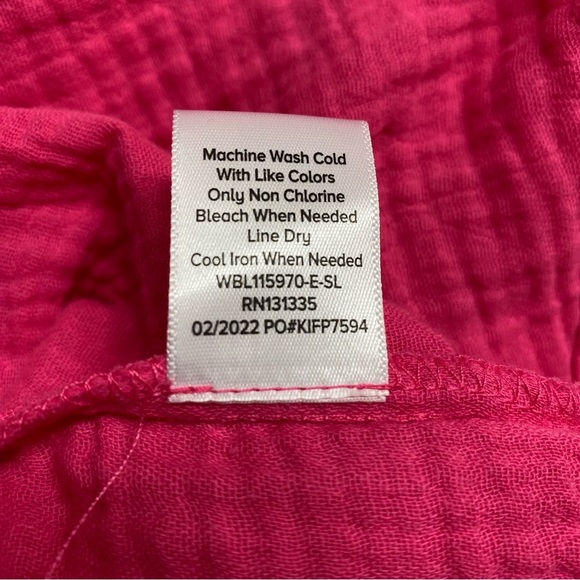 Machine Wash Cold
With Like Colors
Only Non Chlorine
Bleach When Needed
Line Dry
Cool Iron When Needed
WBL115970-E-SL
RN131335
02/2022 PO#KIFP7594